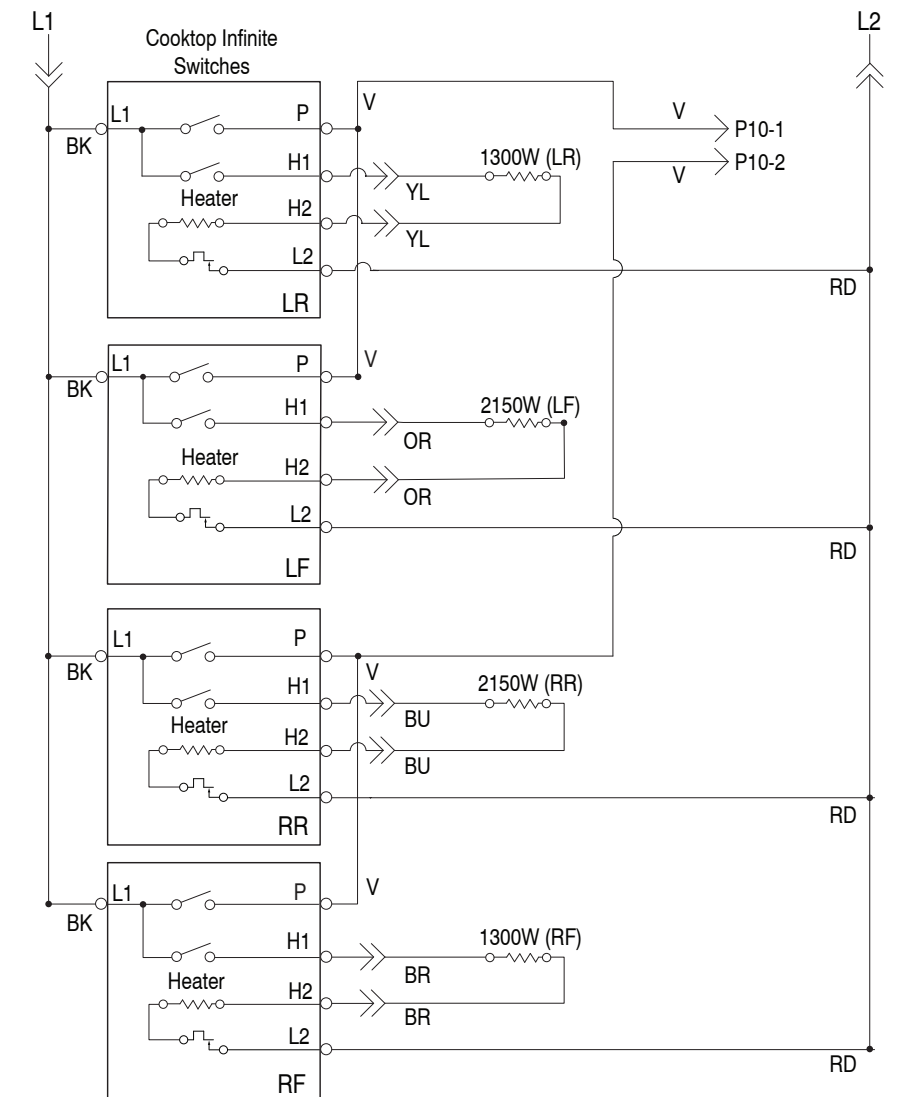 L1
L2
Cooktop Infinite
Switches
L1
P
V
V
P10-1
BK
H1
1300W (LR)
V
P10-2
YL
Heater
H2
YL
L2
RD
LR
L1
P
V
BK
H1
2150W (LF)
OR
Heater
H2
OR
L2
RD
LF
L1
P
V
BK
H1
2150W (RR)
BU
Heater
H2
BU
L2
RD
RR
L1
P
V
BK
H1
1300W (RF)
BR
Heater
H2
BR
L2
RD
RF